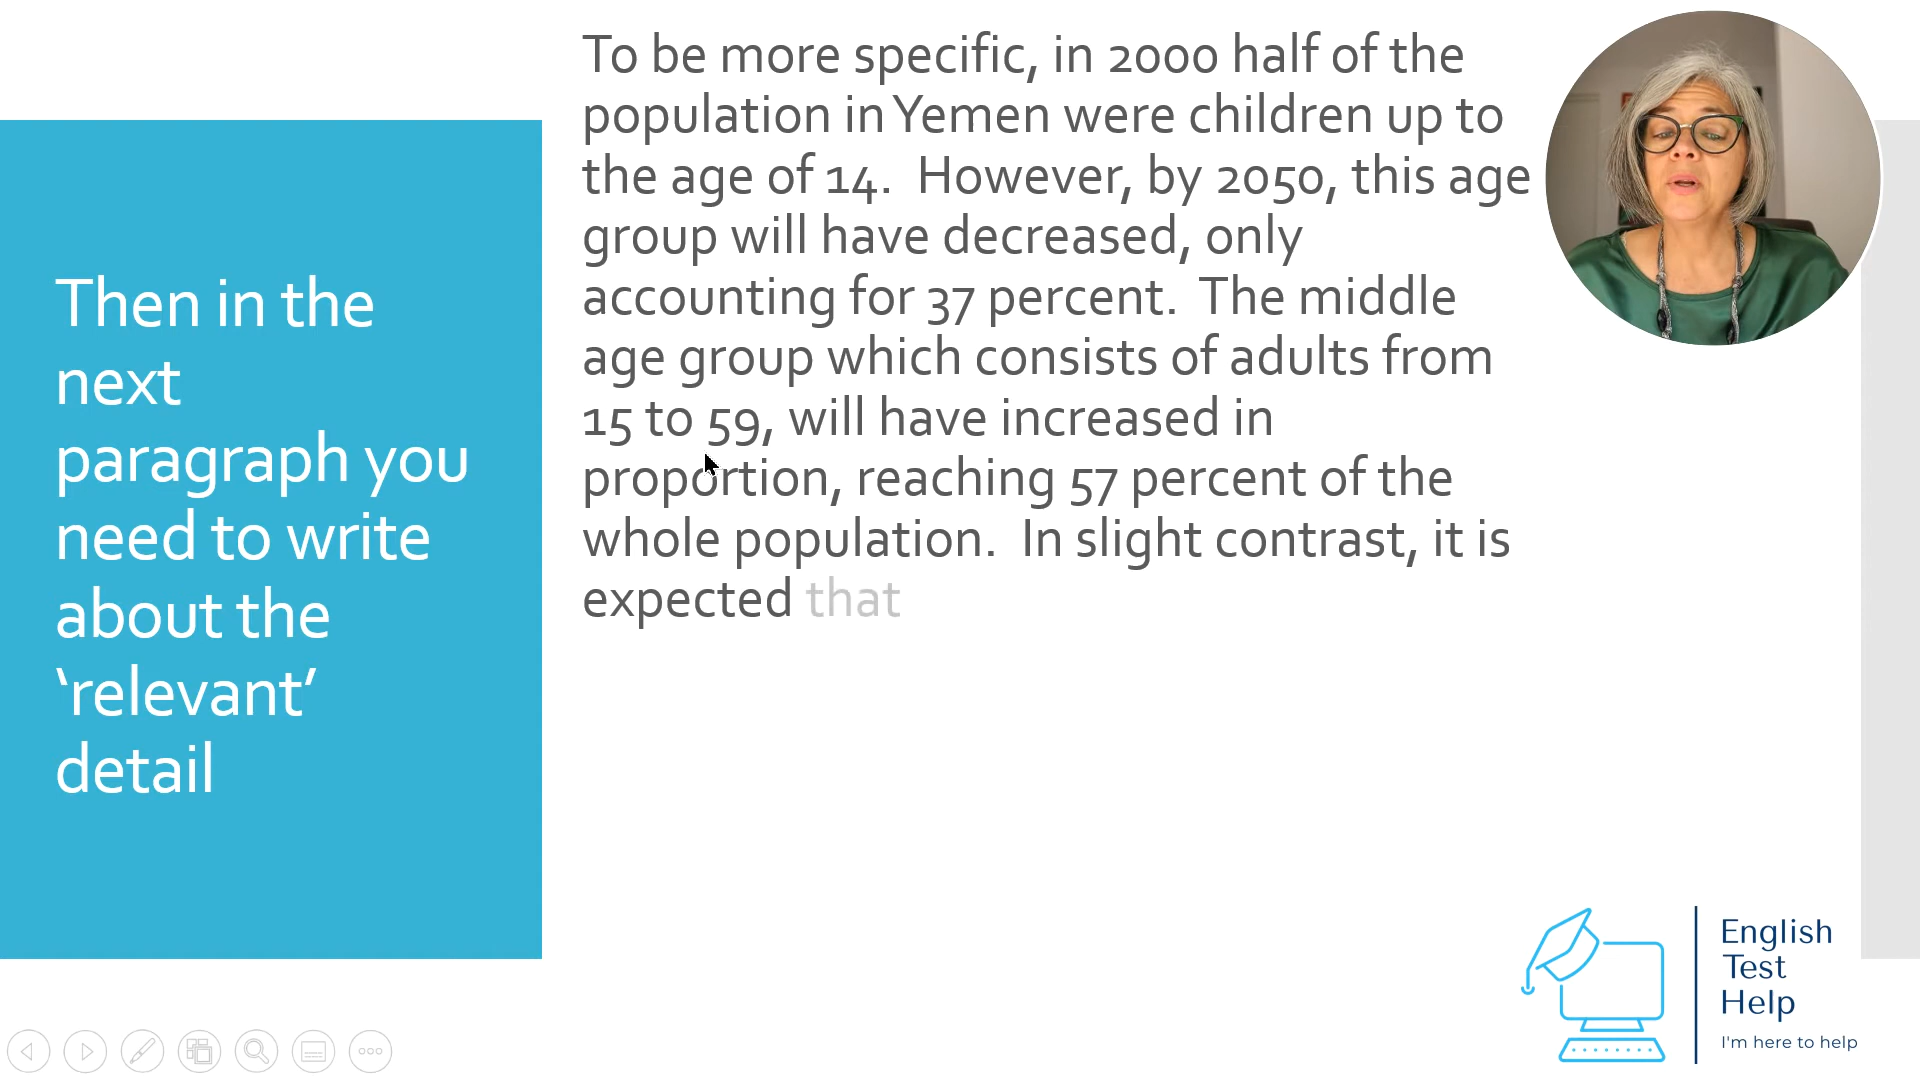 Then in the
next
paragraph you
need to write
about the
‘relevant’
detail
To be more specific, in 2000 half of the
population in Yemen were children up to
the age of 14.  However, by 2050, this age
group will have decreased, only
accounting for 37 percent.  The middle
age group which consists of adults from
15 to 59, will have increased in
proportion, reaching 57 percent of the
whole population.  In slight contrast, it is
expected that
English
Test
Help
I'm here to help